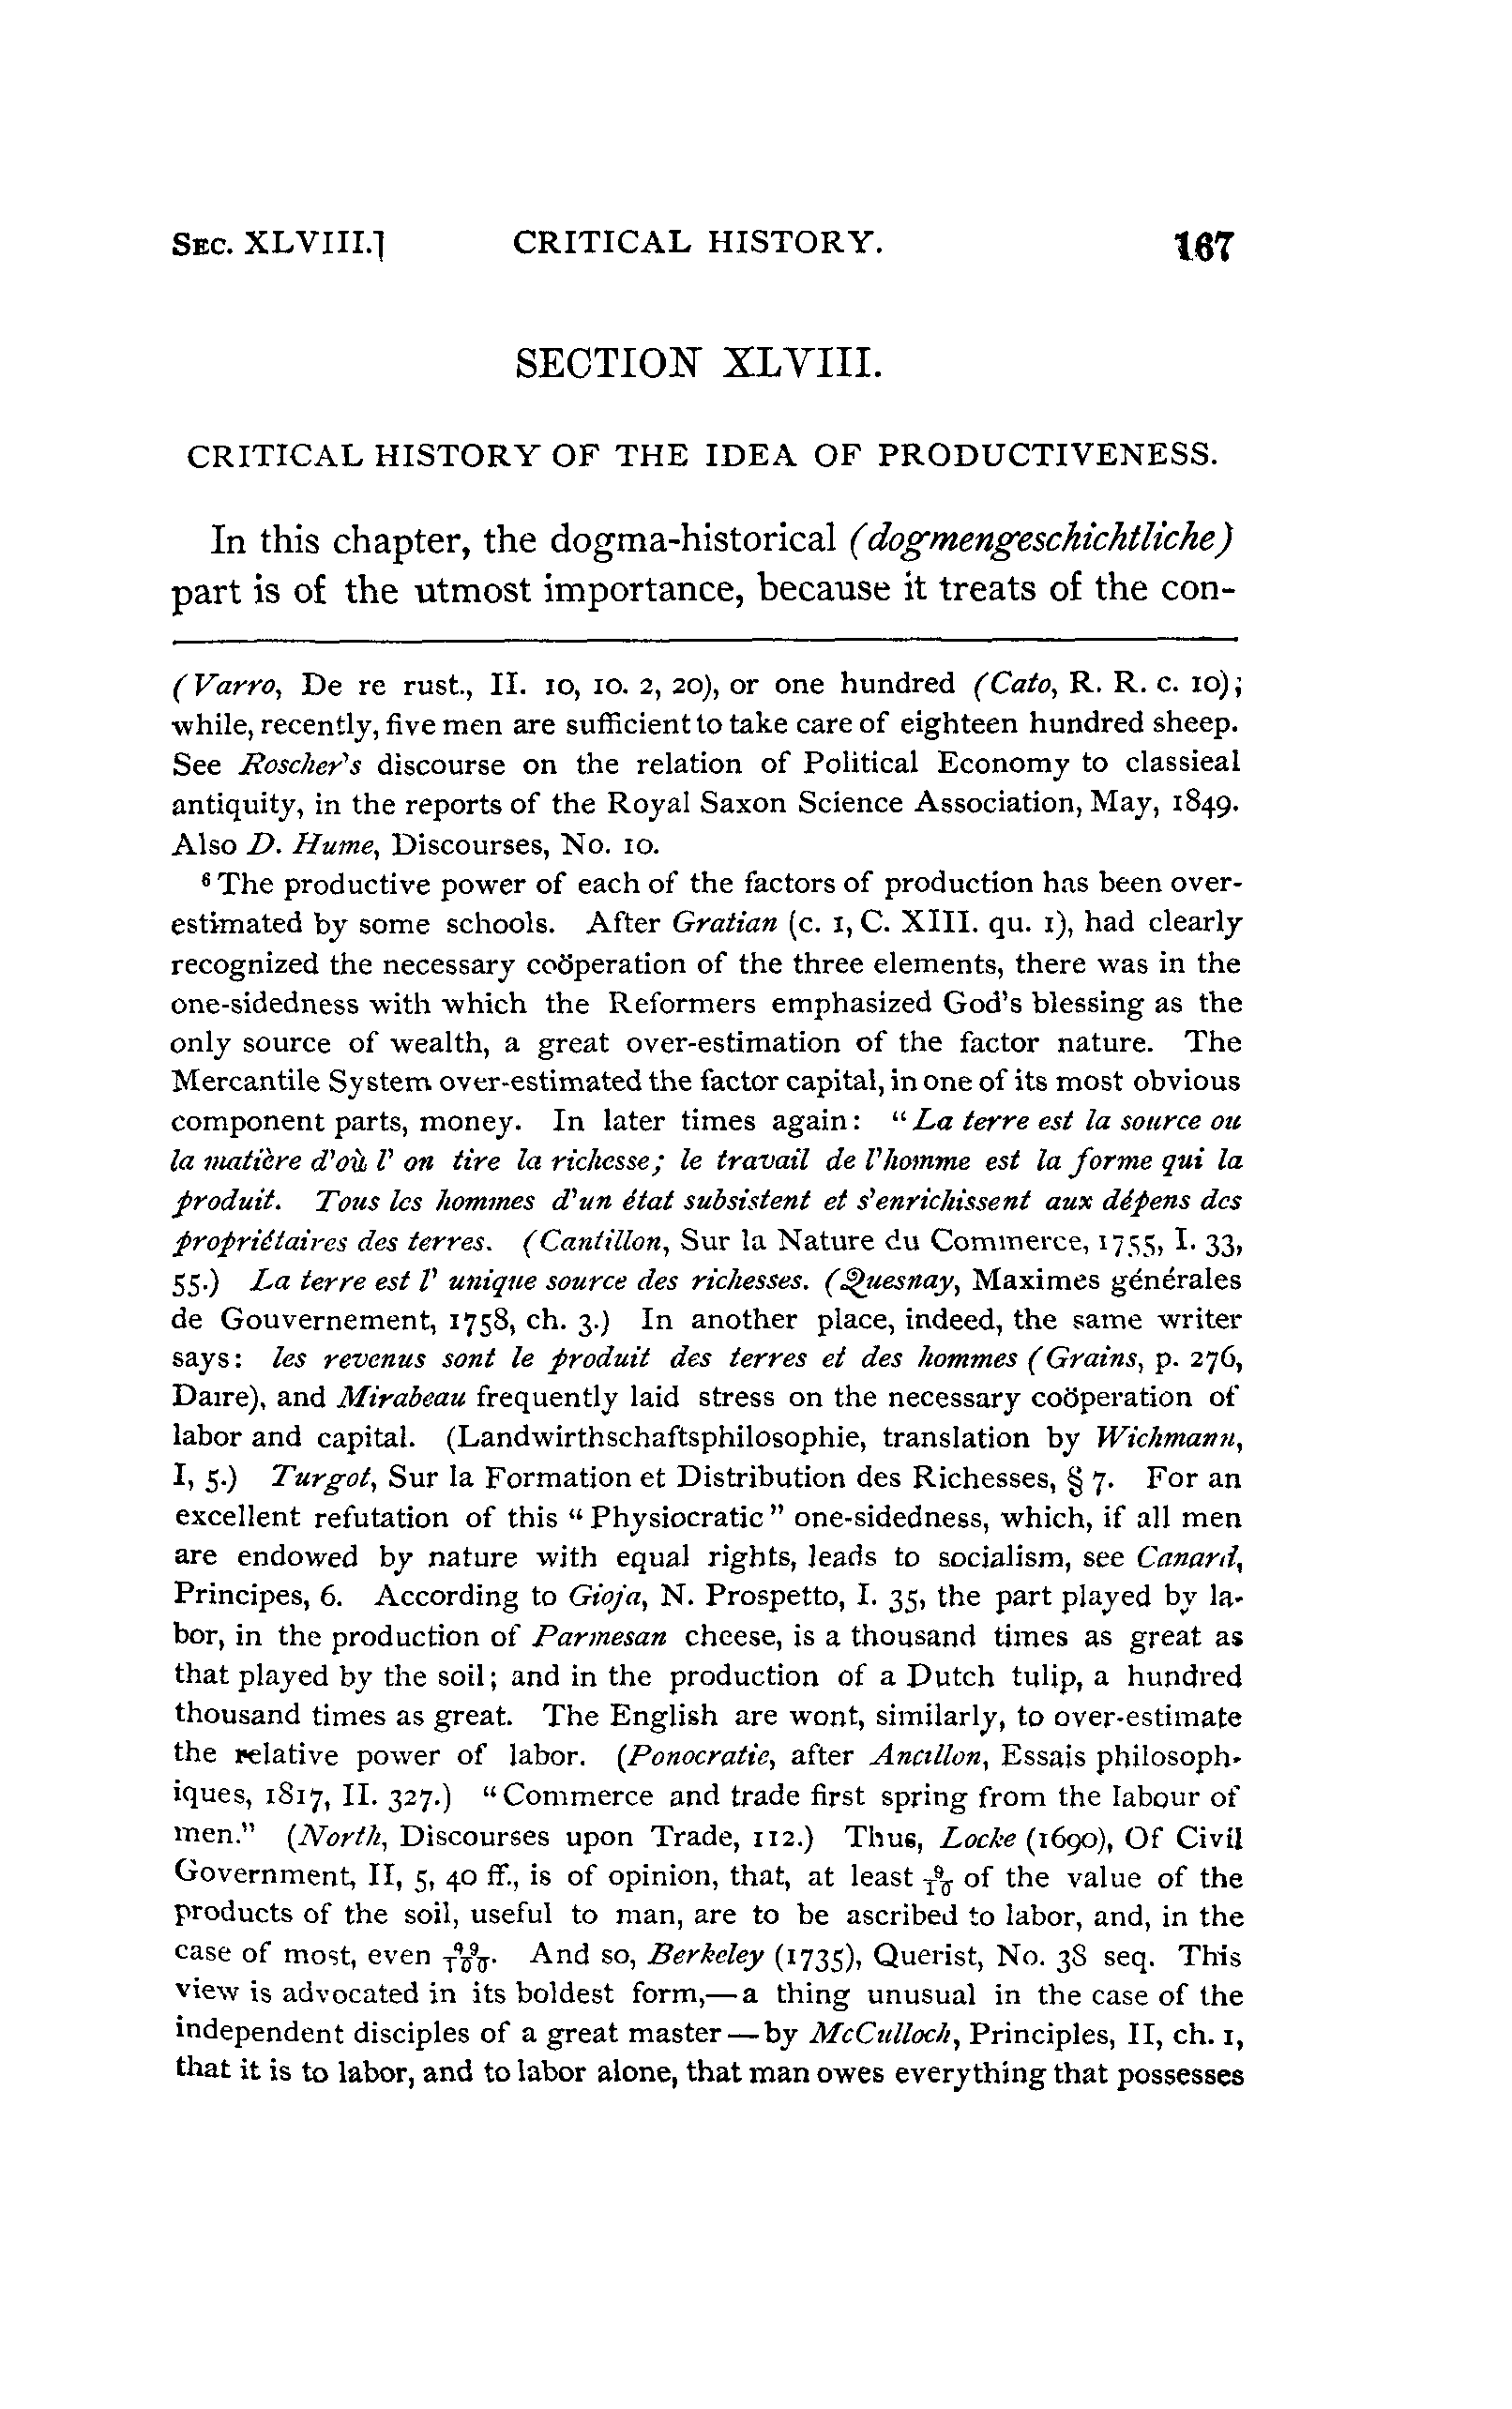 SEC. XLVIII.] CRITICAL HISTORY. 167
SECTION XLVIII.
CRITICAL HISTORY OF THE IDEA OF PRODUCTIVENESS.
In this chapter, the dogma-historical (dogmengeschichtliche)
part is of the utmost importance, because it treats of the con-
(Varro, De re rust., II. 10, 10. 2, 20), or one hundred (Cato, R. R. c. 10);
while, recently, five men are sufficient to take care of eighteen hundred sheep.
See Roscher's discourse on the relation of Political Economy to classieal
antiquity, in the reports of the Royal Saxon Science Association, May, 1849.
Also D. Hume, Discourses, No. 10.
⁶ The productive power of each of the factors of production has been over-
estimated by some schools. After Gratian (c. 1, C. XIII. qu. 1), had clearly
recognized the necessary coöperation of the three elements, there was in the
one-sidedness with which the Reformers emphasized God's blessing as the
only source of wealth, a great over-estimation of the factor nature. The
Mercantile System over-estimated the factor capital, in one of its most obvious
component parts, money. In later times again: "La terre est la source ou
la matière d'où l' on tire la richesse; le travail de l'homme est la forme qui la
produit. Tous les hommes d'un état subsistent et s'enrichissent aux dépens des
propriétaires des terres. (Cantillon, Sur la Nature du Commerce, 1755, I. 33,
55.) La terre est l' unique source des richesses. (Quesnay, Maximes générales
de Gouvernement, 1758, ch. 3.) In another place, indeed, the same writer
says: les revenus sont le produit des terres et des hommes (Grains, p. 276,
Daire), and Mirabeau frequently laid stress on the necessary coöperation of
labor and capital. (Landwirthschaftsphilosophie, translation by Wichmann,
I, 5.) Turgot, Sur la Formation et Distribution des Richesses, § 7. For an
excellent refutation of this "Physiocratic" one-sidedness, which, if all men
are endowed by nature with equal rights, leads to socialism, see Canard,
Principes, 6. According to Gioja, N. Prospetto, I. 35, the part played by la-
bor, in the production of Parmesan cheese, is a thousand times as great as
that played by the soil; and in the production of a Dutch tulip, a hundred
thousand times as great. The English are wont, similarly, to over-estimate
the relative power of labor. (Ponocratie, after Ancillon, Essais philosoph-
iques, 1817, II. 327.) "Commerce and trade first spring from the labour of
men." (North, Discourses upon Trade, 112.) Thus, Locke (1690), Of Civil
Government, II, 5, 40 ff., is of opinion, that, at least 9/10 of the value of the
products of the soil, useful to man, are to be ascribed to labor, and, in the
case of most, even 99/100. And so, Berkeley (1735), Querist, No. 38 seq. This
view is advocated in its boldest form,—a thing unusual in the case of the
independent disciples of a great master—by McCulloch, Principles, II, ch. 1,
that it is to labor, and to labor alone, that man owes everything that possesses